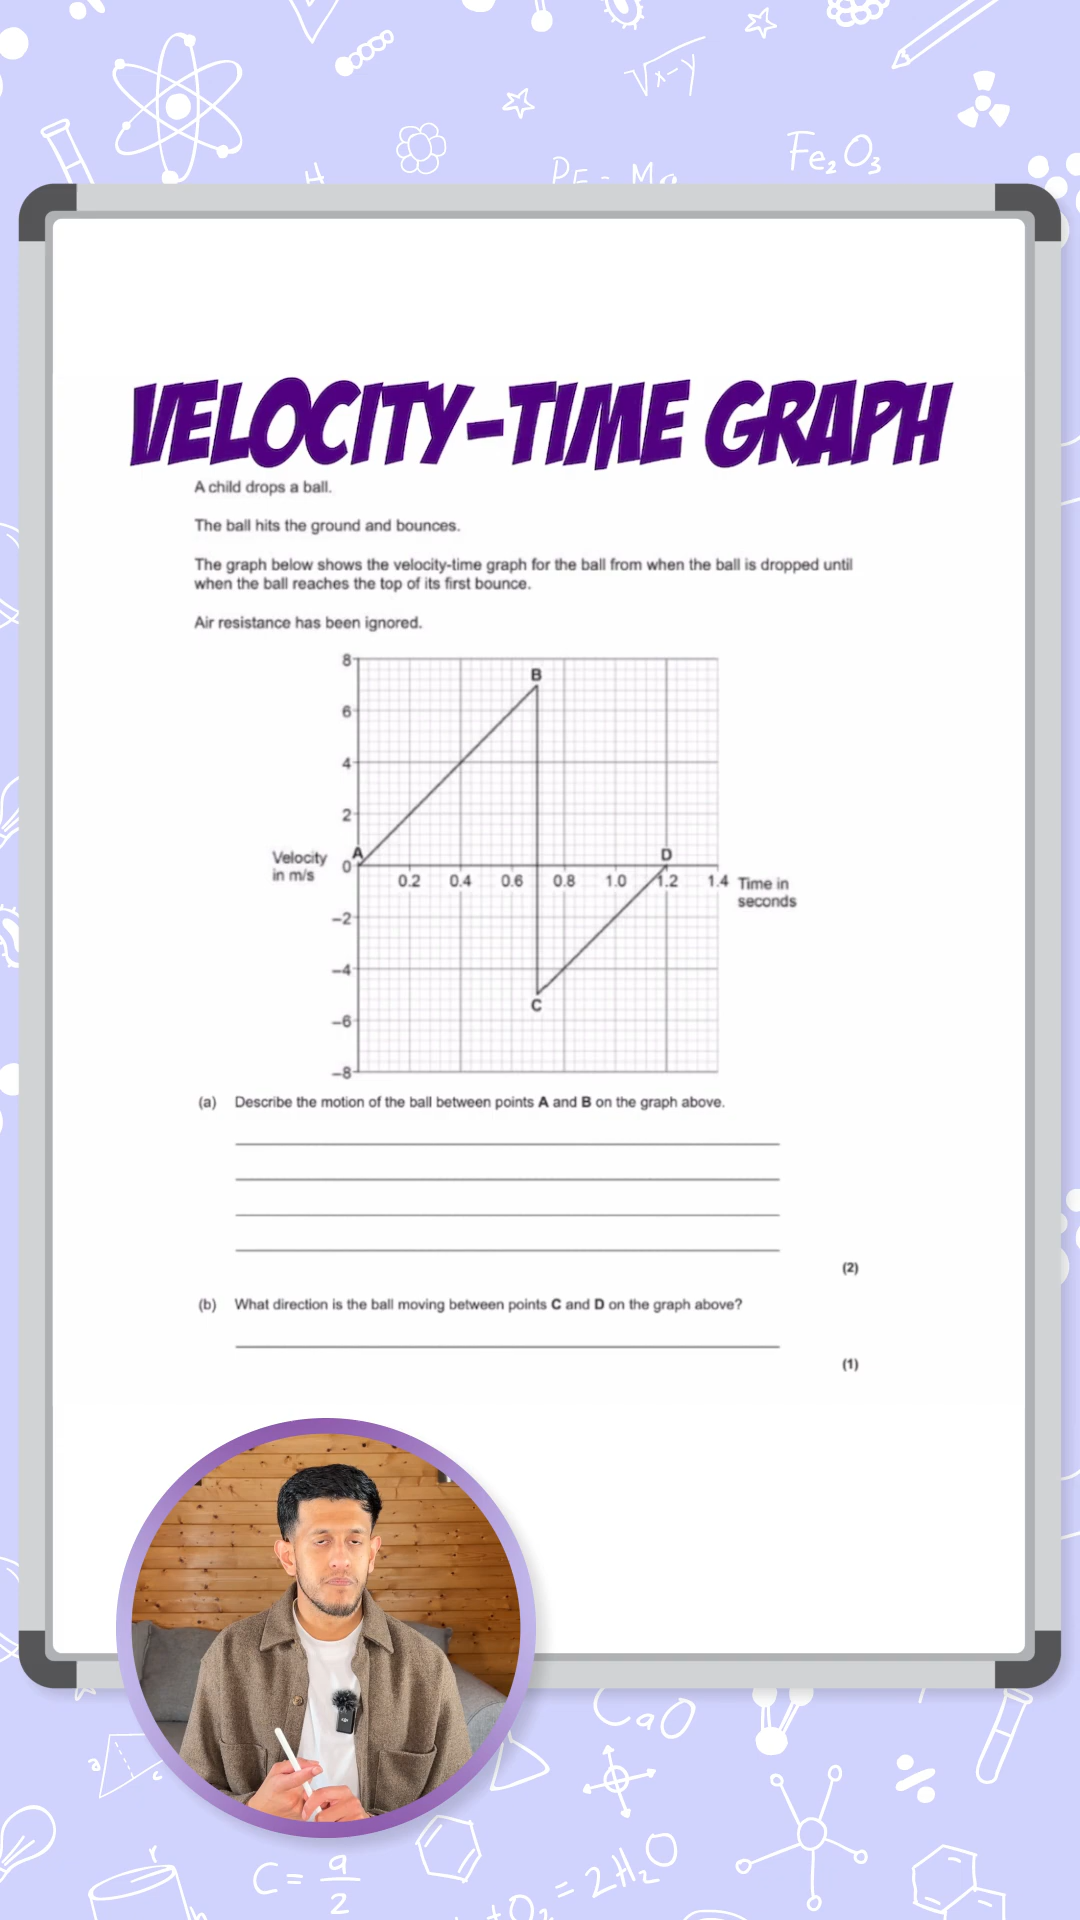 √x-y
Fe₂O₃
H
VELOCITY-TIME GRAPH
A child drops a ball.
The ball hits the ground and bounces.
The graph below shows the velocity-time graph for the ball from when the ball is dropped until
when the ball reaches the top of its first bounce.
Air resistance has been ignored.
8
B
6
4
2
Velocity
in m/s
A
0
D
0.2 0.4 0.6 0.8 1.0 1.2 1.4
Time in
seconds
−2
−4
C
−6
−8
(a) Describe the motion of the ball between points A and B on the graph above.
(2)
(b) What direction is the ball moving between points C and D on the graph above?
(1)
CaO
a
c
r
h
C = q/2
+O₂ = 2H₂O